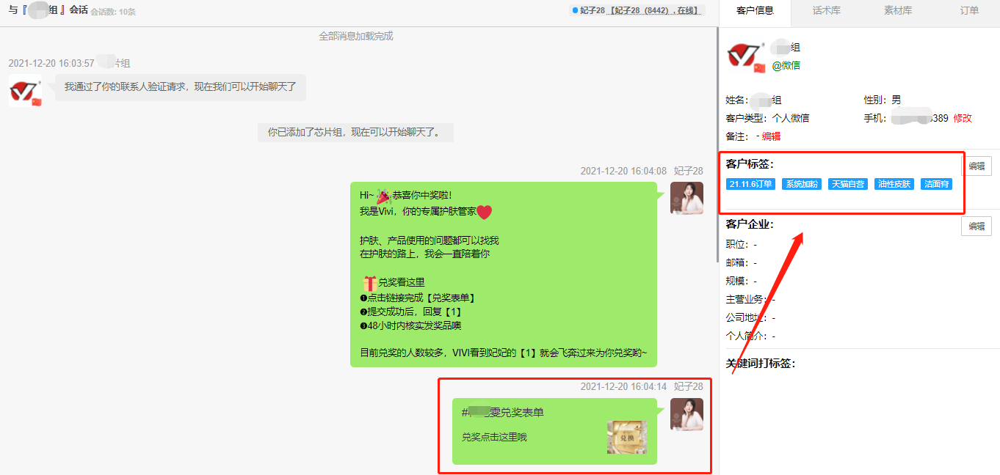 与『 组 』会话 会话数: 10条
妃子28 【妃子28（8442）, 在线】
全部消息加载完成
2021-12-20 16:03:57 片组
我通过了你的联系人验证请求，现在我们可以开始聊天了
你已添加了芯片组，现在可以开始聊天了。
2021-12-20 16:04:08 妃子28
Hi~ 恭喜你中奖啦!
我是Vivi，你的专属护肤管家
护肤、产品使用的问题都可以找我
在护肤的路上，我会一直陪着你
兑奖看这里
❶点击链接完成【兑奖表单】
❷提交成功后，回复【1】
❸48小时内核实发奖品噢
目前兑奖的人数较多，VIVI看到妃妃的【1】就会飞奔过来为你兑奖哟~
2021-12-20 16:04:14 妃子28
# 雯兑奖表单
兑奖点击这里哦
兑换
客户信息 话术库 素材库 订单
组
@微信
姓名: 组 性别: 男
客户类型: 个人微信 手机: 389 修改
备注: - 编辑
客户标签: 编辑
21.11.6订单 系统加粉 天猫自营 油性皮肤 洁面膏
客户企业: 编辑
职位: -
邮箱: -
规模: -
主营业务: -
公司地址: -
个人简介: -
关键词打标签: